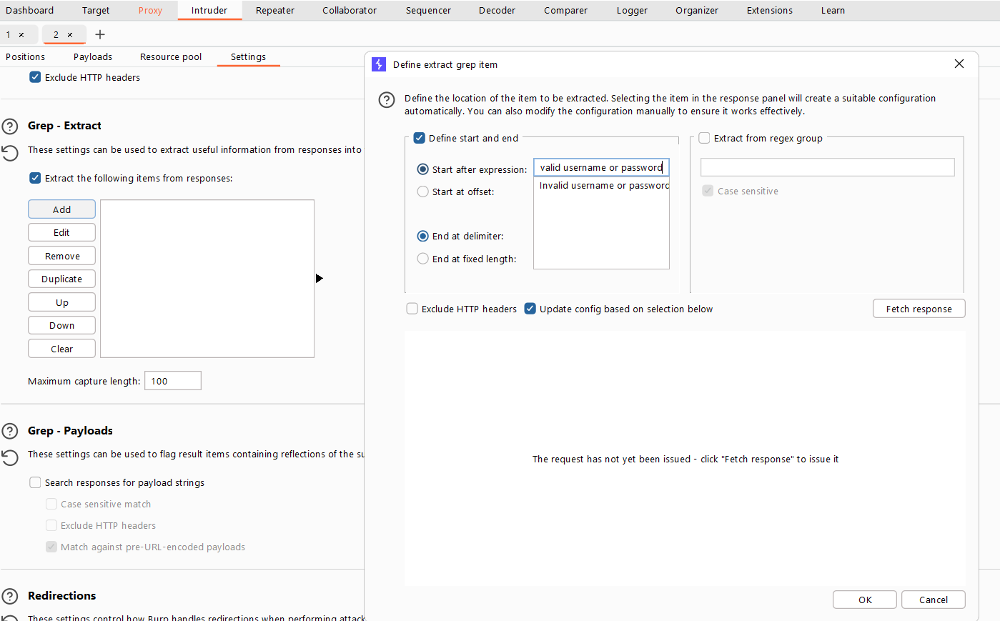 Dashboard Target Proxy Intruder Repeater Collaborator Sequencer Decoder Comparer Logger Organizer Extensions Learn
1 × 2 × +
Positions Payloads Resource pool Settings
Exclude HTTP headers
Grep - Extract
These settings can be used to extract useful information from responses into
Extract the following items from responses:
Add
Edit
Remove
Duplicate
Up
Down
Clear
Maximum capture length: 100
Grep - Payloads
These settings can be used to flag result items containing reflections of the su
Search responses for payload strings
Case sensitive match
Exclude HTTP headers
Match against pre-URL-encoded payloads
Redirections
These settings control how Burp handles redirections when performing attack
Define extract grep item
Define the location of the item to be extracted. Selecting the item in the response panel will create a suitable configuration
automatically. You can also modify the configuration manually to ensure it works effectively.
Define start and end
Start after expression: valid username or password
Invalid username or password
Start at offset:
End at delimiter:
End at fixed length:
Extract from regex group
Case sensitive
Exclude HTTP headers Update config based on selection below Fetch response
The request has not yet been issued - click "Fetch response" to issue it
OK Cancel